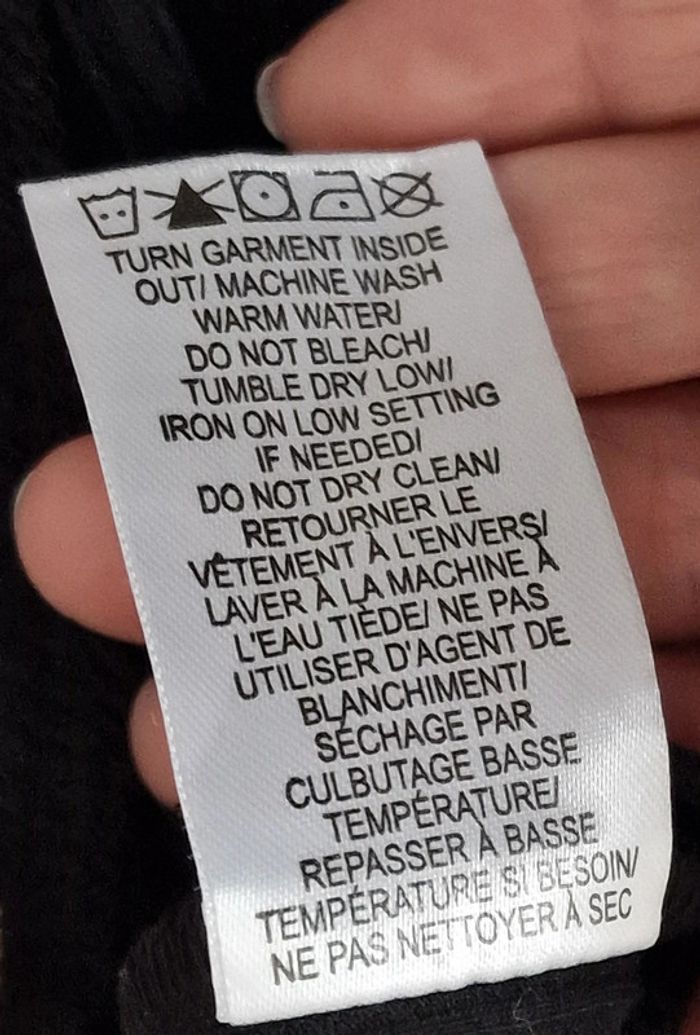 TURN GARMENT INSIDE
OUT/ MACHINE WASH
WARM WATER/
DO NOT BLEACH/
TUMBLE DRY LOW/
IRON ON LOW SETTING
IF NEEDED/
DO NOT DRY CLEAN/
RETOURNER LE
VÊTEMENT À L'ENVERS/
LAVER À LA MACHINE À
L'EAU TIÈDE/ NE PAS
UTILISER D'AGENT DE
BLANCHIMENT/
SÉCHAGE PAR
CULBUTAGE BASSE
TEMPÉRATURE/
REPASSER À BASSE
TEMPÉRATURE SI BESOIN/
NE PAS NETTOYER À SEC